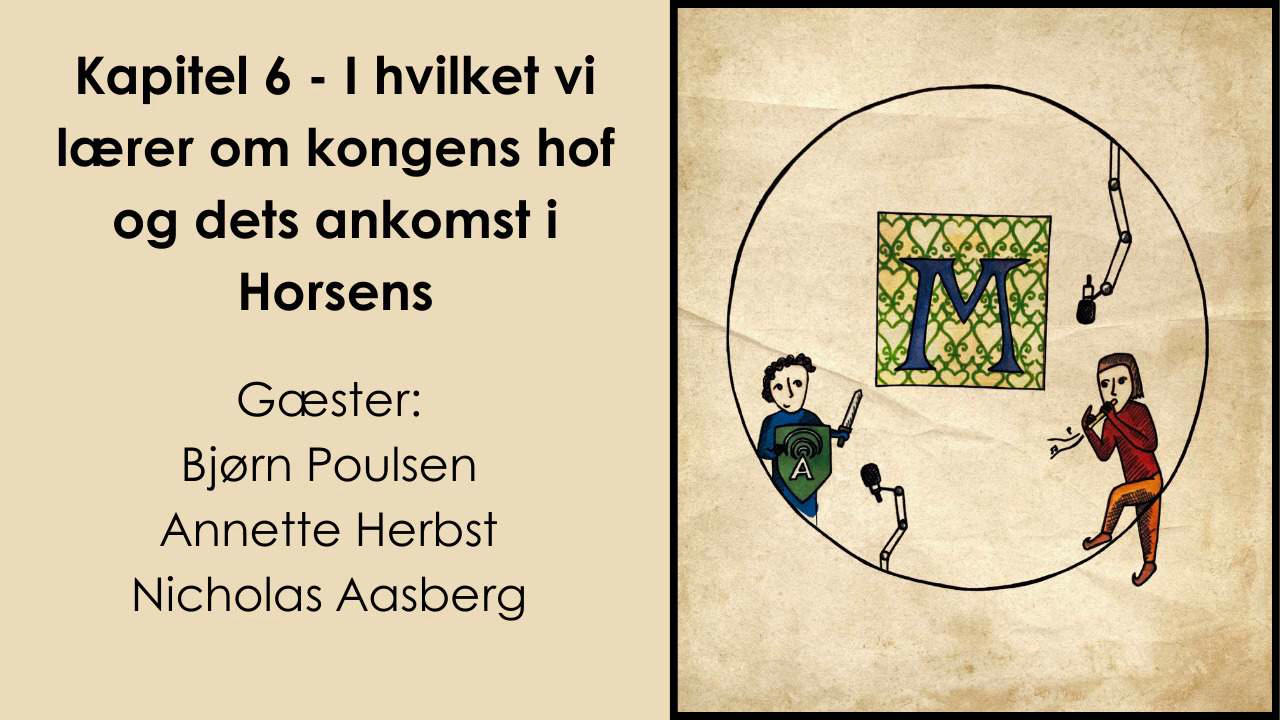 Kapitel 6 - I hvilket vi
lærer om kongens hof
og dets ankomst i
Horsens
Gæster:
Bjørn Poulsen
Annette Herbst
Nicholas Aasberg
M
A